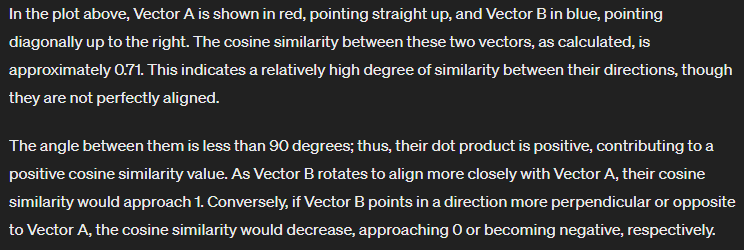 In the plot above, Vector A is shown in red, pointing straight up, and Vector B in blue, pointing
diagonally up to the right. The cosine similarity between these two vectors, as calculated, is
approximately 0.71. This indicates a relatively high degree of similarity between their directions, though
they are not perfectly aligned.
The angle between them is less than 90 degrees; thus, their dot product is positive, contributing to a
positive cosine similarity value. As Vector B rotates to align more closely with Vector A, their cosine
similarity would approach 1. Conversely, if Vector B points in a direction more perpendicular or opposite
to Vector A, the cosine similarity would decrease, approaching 0 or becoming negative, respectively.